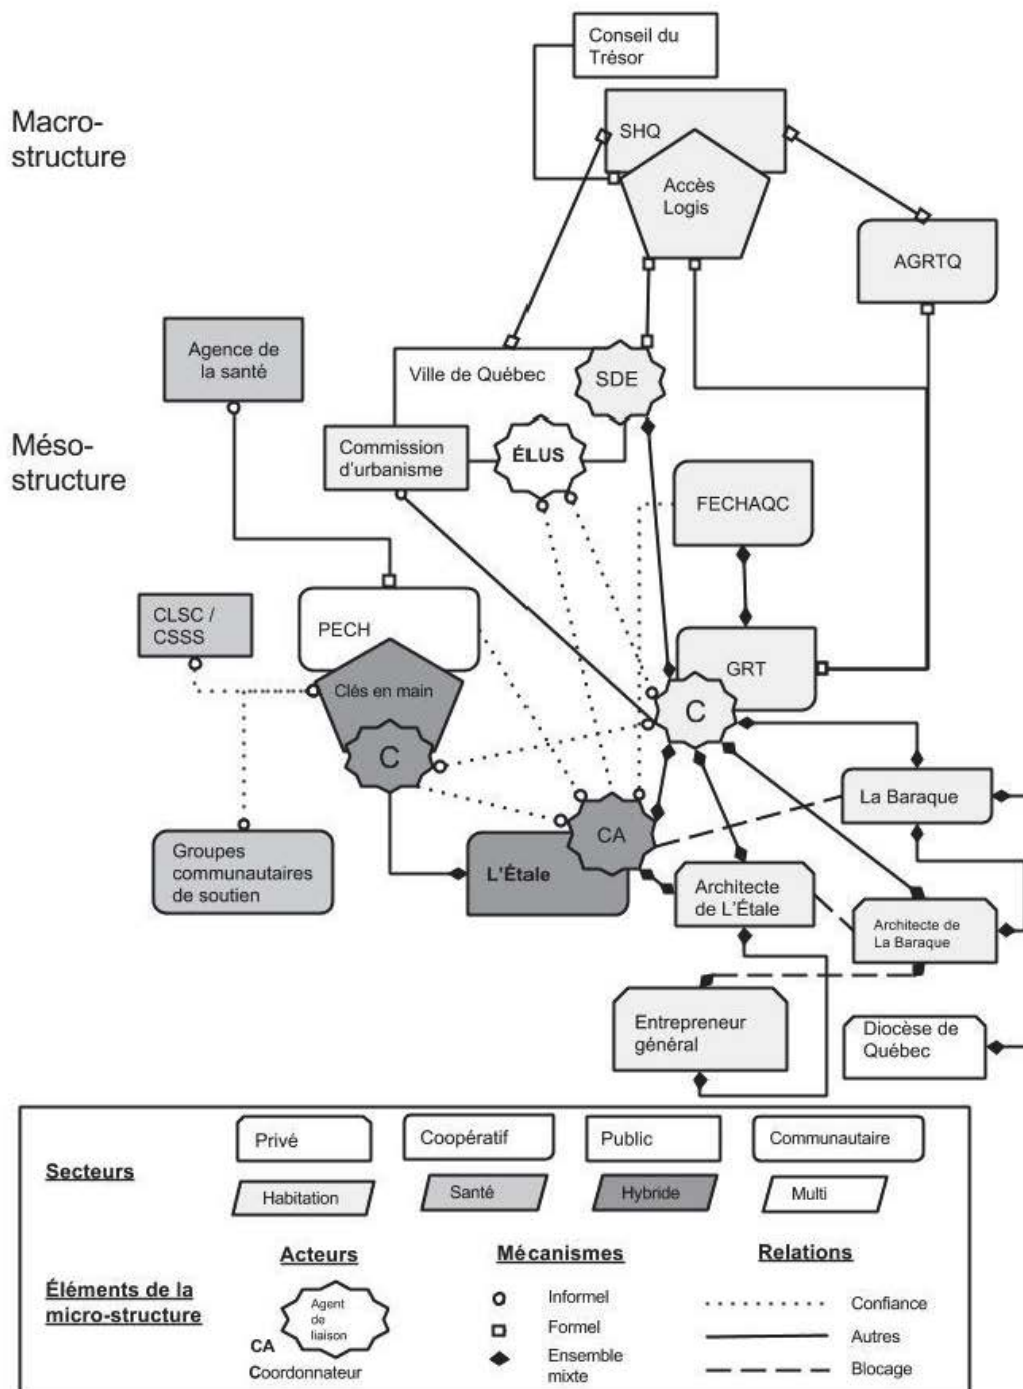 Conseil du
Trésor
Macro-
structure
SHQ
Accès
Logis
AGRTQ
Agence de
la santé
Ville de Québec
SDE
Méso-
structure
Commission
d'urbanisme
ÉLUS
FECHAQC
CLSC /
CSSS
PECH
GRT
Clés en main
C
C
La Baraque
CA
Groupes
communautaires
de soutien
L'Étale
Architecte
de L'Étale
Architecte de
La Baraque
Entrepreneur
général
Diocèse de
Québec
Secteurs
Privé
Coopératif
Public
Communautaire
Habitation
Santé
Hybride
Multi
Éléments de la
micro-structure
Acteurs
Agent
de
liaison
CA
Coordonnateur
Mécanismes
Informel
Formel
Ensemble
mixte
Relations
Confiance
Autres
Blocage